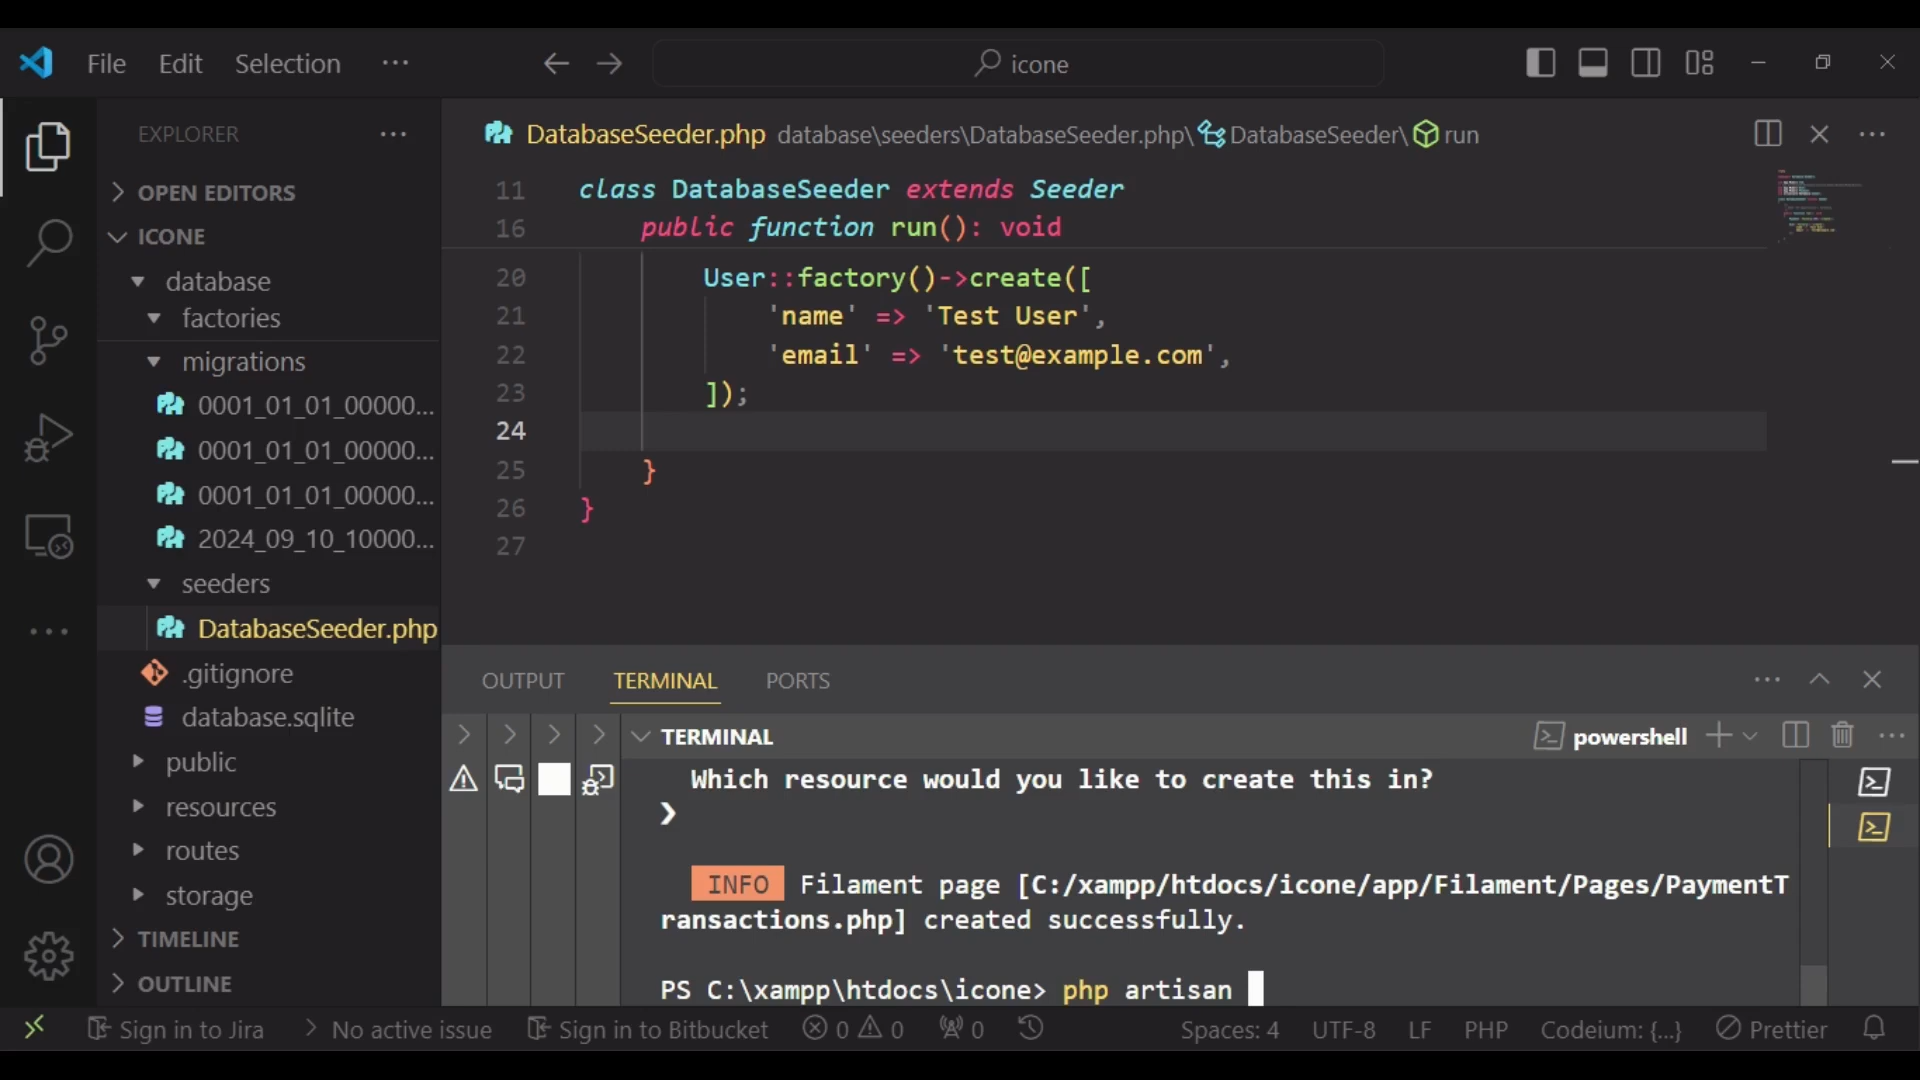 File Edit Selection ···
icone
EXPLORER
OPEN EDITORS
ICONE
database
factories
migrations
0001_01_01_00000...
0001_01_01_00000...
0001_01_01_00000...
2024_09_10_10000...
seeders
DatabaseSeeder.php
.gitignore
database.sqlite
public
resources
routes
storage
TIMELINE
OUTLINE
DatabaseSeeder.php database\seeders\DatabaseSeeder.php\DatabaseSeeder\run
11 class DatabaseSeeder extends Seeder
16 public function run(): void
20 User::factory()->create([
21 'name' => 'Test User',
22 'email' => 'test@example.com',
23 ]);
24
25 }
26 }
27
OUTPUT TERMINAL PORTS
TERMINAL powershell
Which resource would you like to create this in?
❯
INFO Filament page [C:/xampp/htdocs/icone/app/Filament/Pages/PaymentT
ransactions.php] created successfully.
PS C:\xampp\htdocs\icone> php artisan
Sign in to Jira > No active issue Sign in to Bitbucket 0 0 0 Spaces: 4 UTF-8 LF PHP Codeium: {...} Prettier